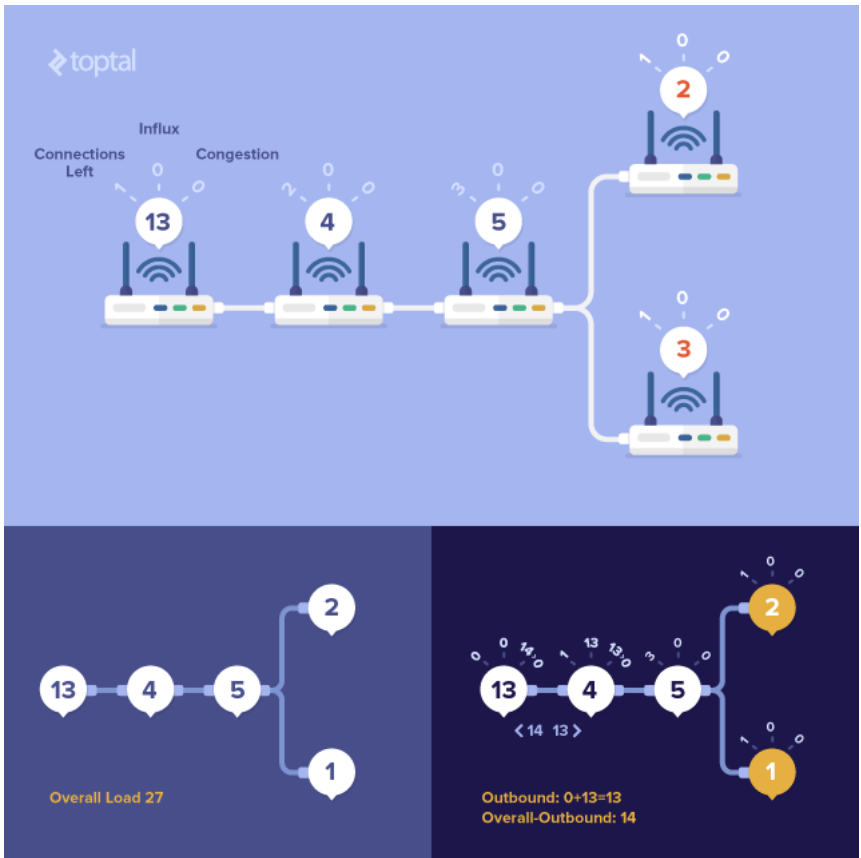 toptal
Influx
Connections
Left
Congestion
1 0 0
13
2 0 0
4
3 0 0
5
1 0 0
2
1 0 0
3
13 4 5
2
1
Overall Load 27
0 0 14›0
13
1 13 13›0
4
3 0 0
5
1 0 0
2
1 0 0
1
< 14 13 >
Outbound: 0+13=13
Overall-Outbound: 14